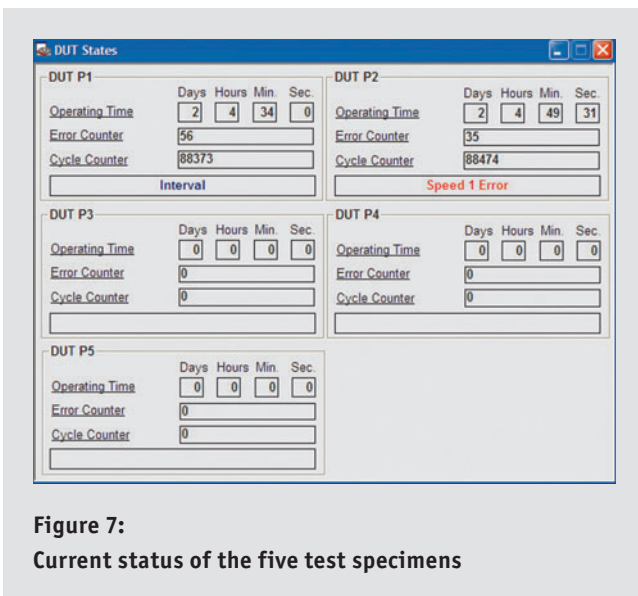 DUT States
DUT P1
Days Hours Min. Sec.
Operating Time 2 4 34 0
Error Counter 56
Cycle Counter 88373
Interval
DUT P2
Days Hours Min. Sec.
Operating Time 2 4 49 31
Error Counter 35
Cycle Counter 88474
Speed 1 Error
DUT P3
Days Hours Min. Sec.
Operating Time 0 0 0 0
Error Counter 0
Cycle Counter 0
DUT P4
Days Hours Min. Sec.
Operating Time 0 0 0 0
Error Counter 0
Cycle Counter 0
DUT P5
Days Hours Min. Sec.
Operating Time 0 0 0 0
Error Counter 0
Cycle Counter 0
Figure 7:
Current status of the five test specimens